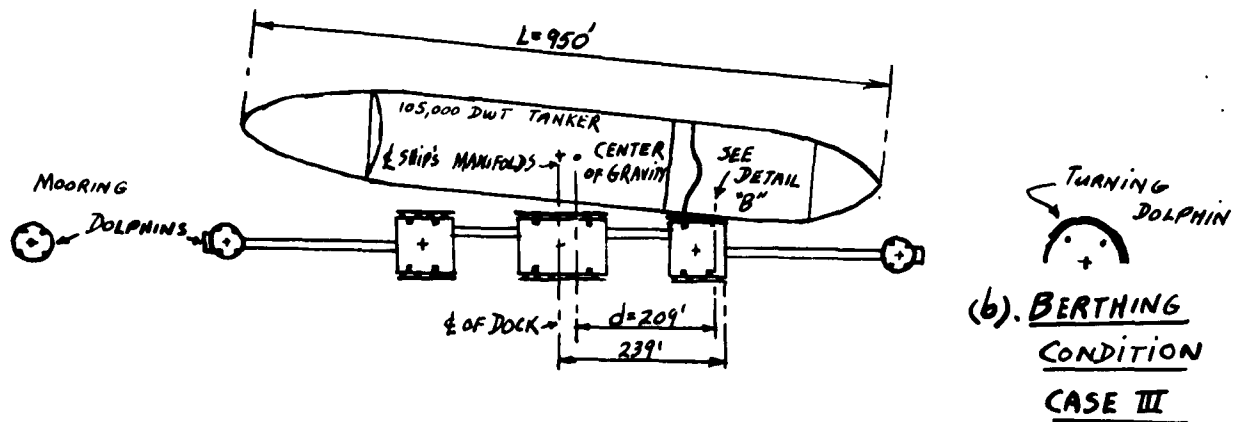 L=950'
105,000 DWT TANKER
℄ SHIP'S MANIFOLDS
CENTER
OF GRAVITY
SEE
DETAIL
"B"
MOORING
DOLPHINS
TURNING
DOLPHIN
℄ OF DOCK
d=209'
239'
(b). BERTHING
CONDITION
CASE III